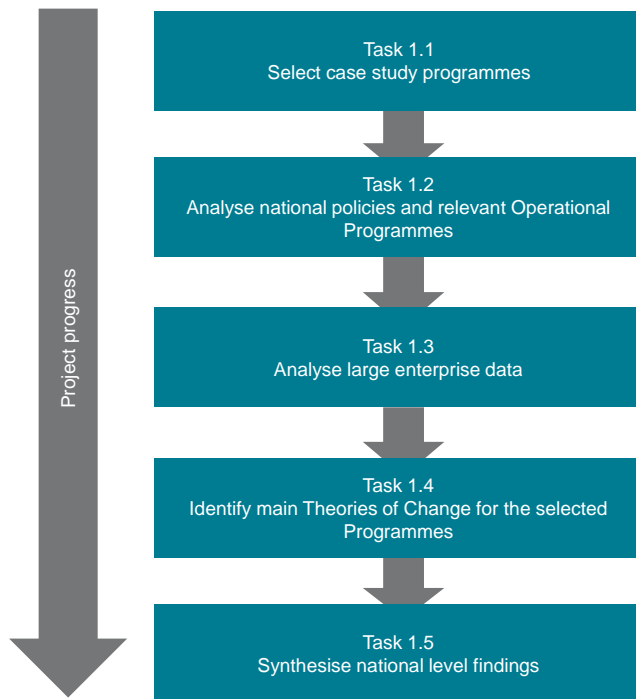 Project progress
Task 1.1
Select case study programmes
Task 1.2
Analyse national policies and relevant Operational
Programmes
Task 1.3
Analyse large enterprise data
Task 1.4
Identify main Theories of Change for the selected
Programmes
Task 1.5
Synthesise national level findings